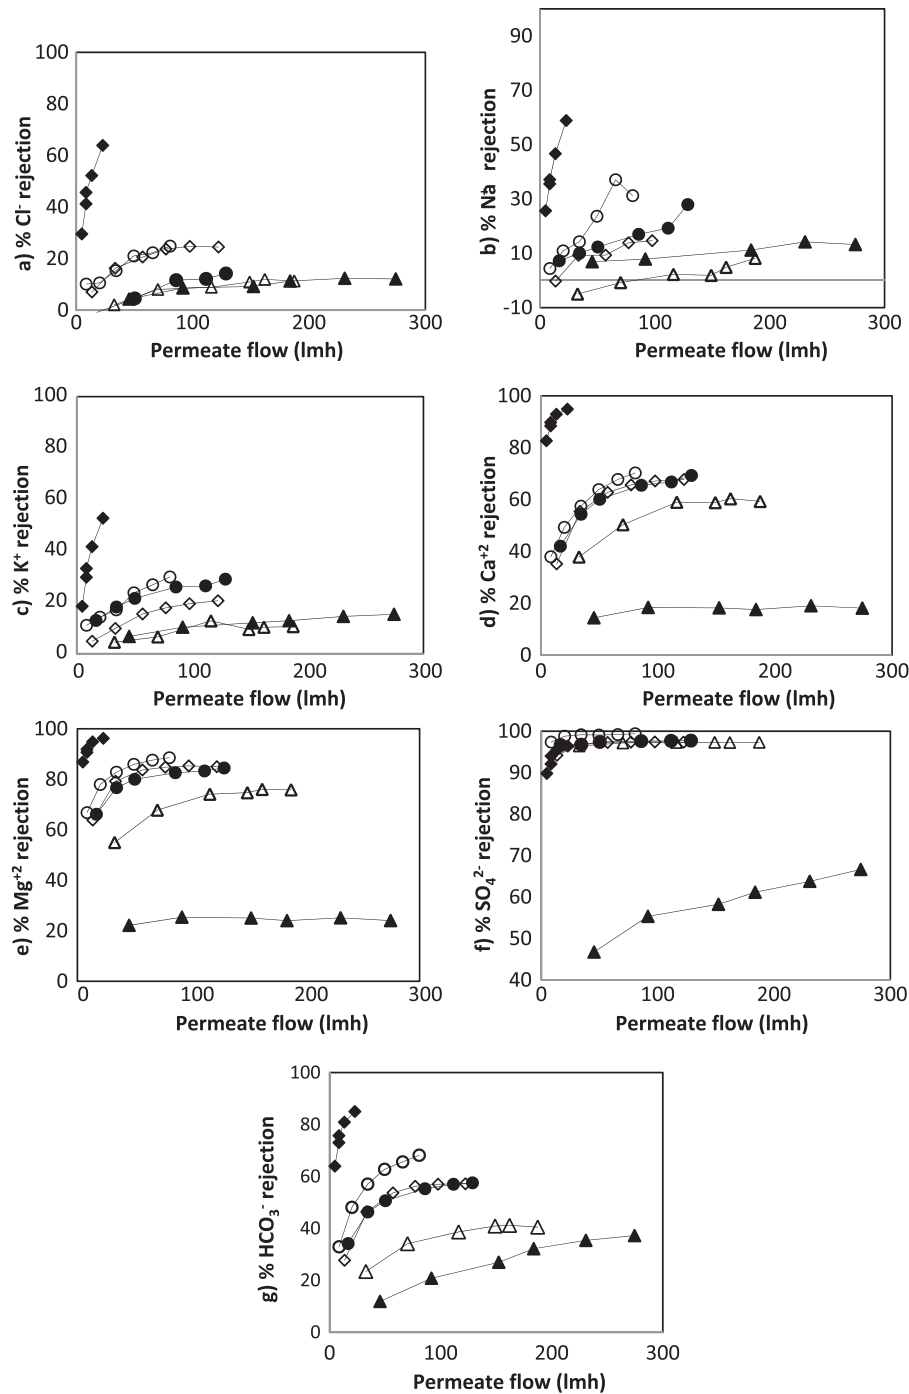 100
80
60
40
20
0
0 100 200 300
a) % Cl- rejection
Permeate flow (lmh)
90
70
50
30
10
-10
0 100 200 300
b) % Na+ rejection
Permeate flow (lmh)
100
80
60
40
20
0
0 100 200 300
c) % K+ rejection
Permeate flow (lmh)
100
80
60
40
20
0
0 100 200 300
d) % Ca+2 rejection
Permeate flow (lmh)
100
80
60
40
20
0
0 100 200 300
e) % Mg+2 rejection
Permeate flow (lmh)
100
90
80
70
60
50
40
0 100 200 300
f) % SO4 2- rejection
Permeate flow (lmh)
100
80
60
40
20
0
0 100 200 300
g) % HCO3 - rejection
Permeate flow (lmh)